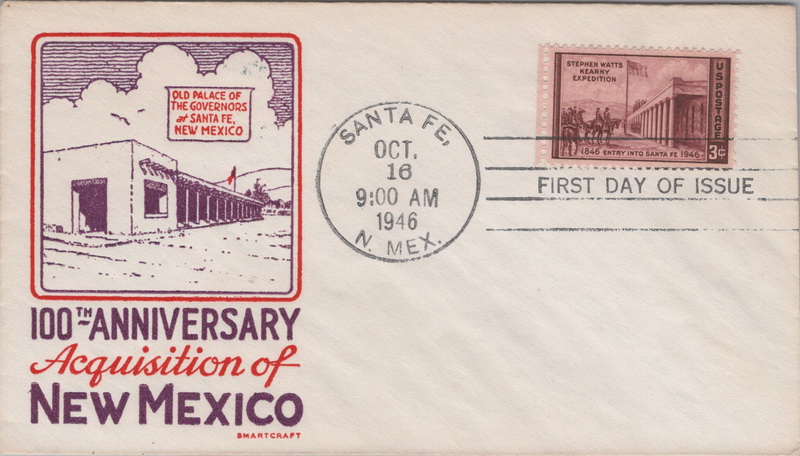 OLD PALACE OF
THE GOVERNORS
at SANTA FE,
NEW MEXICO
100TH ANNIVERSARY
Acquisition of
NEW MEXICO
SMARTCRAFT
SANTA FE,
OCT.
16
9:00 AM
1946
N. MEX.
STEPHEN WATTS
KEARNY
EXPEDITION
U S POSTAGE
3¢
1846 ENTRY INTO SANTA FE 1946
FIRST DAY OF ISSUE